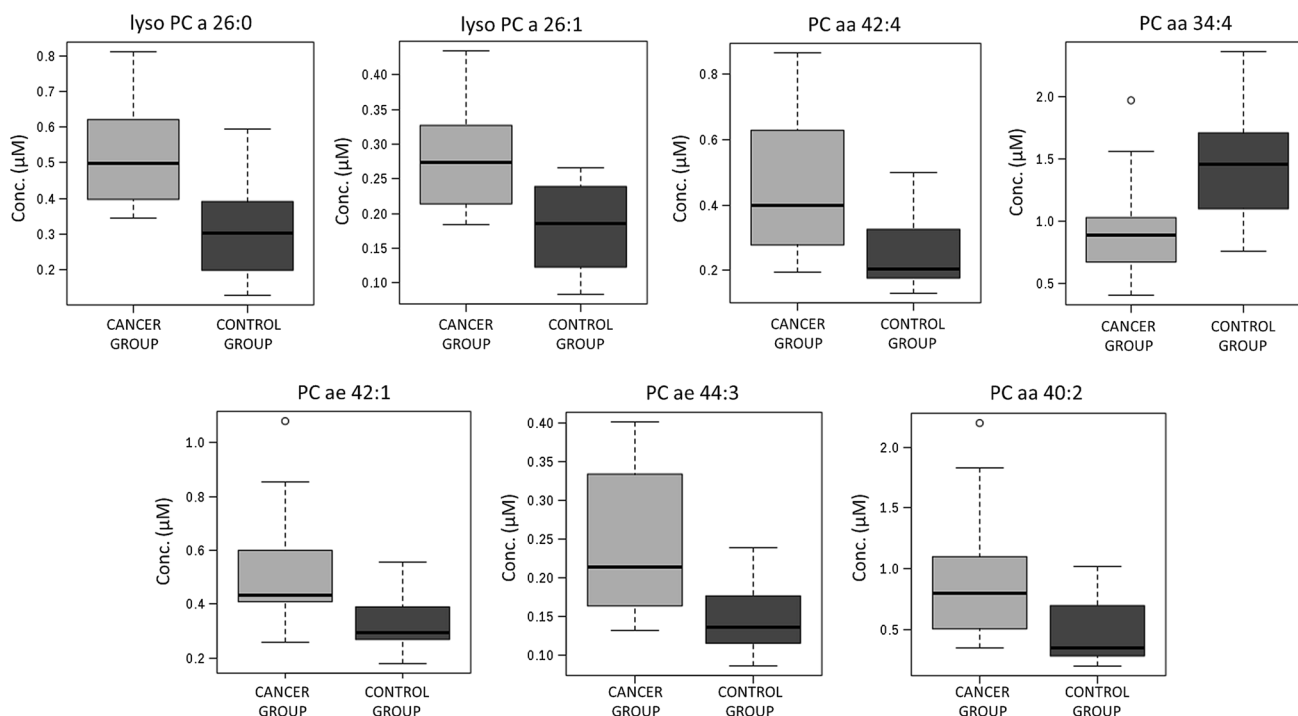 lyso PC a 26:0
Conc. (µM)
0.8
0.7
0.6
0.5
0.4
0.3
0.2
CANCER
GROUP
CONTROL
GROUP
lyso PC a 26:1
Conc. (µM)
0.40
0.35
0.30
0.25
0.20
0.15
0.10
CANCER
GROUP
CONTROL
GROUP
PC aa 42:4
Conc. (µM)
0.8
0.6
0.4
0.2
CANCER
GROUP
CONTROL
GROUP
PC aa 34:4
Conc. (µM)
2.0
1.5
1.0
0.5
CANCER
GROUP
CONTROL
GROUP
PC ae 42:1
Conc. (µM)
1.0
0.8
0.6
0.4
0.2
CANCER
GROUP
CONTROL
GROUP
PC ae 44:3
Conc. (µM)
0.40
0.35
0.30
0.25
0.20
0.15
0.10
CANCER
GROUP
CONTROL
GROUP
PC aa 40:2
Conc. (µM)
2.0
1.5
1.0
0.5
CANCER
GROUP
CONTROL
GROUP